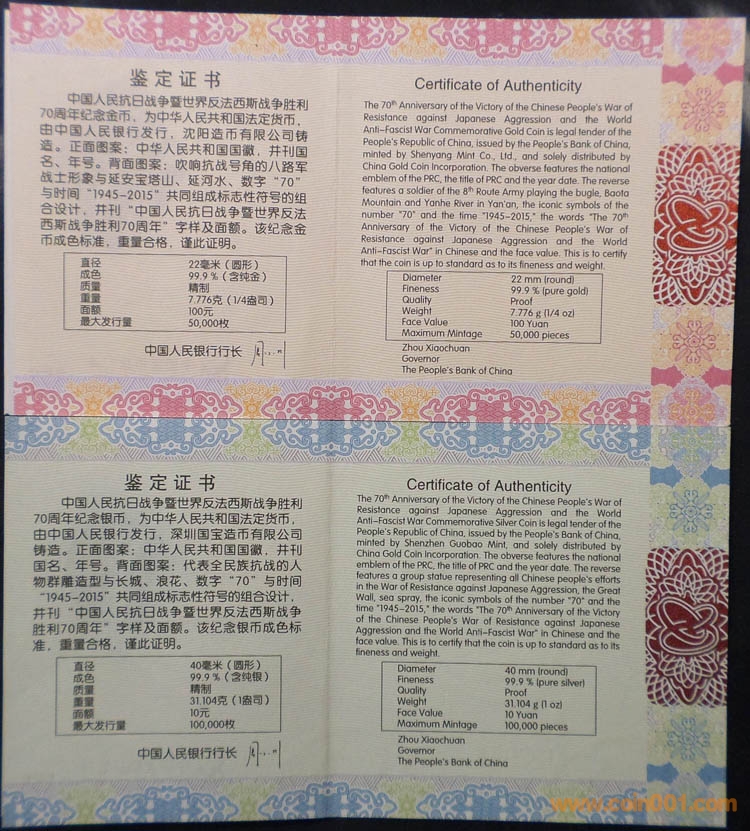 鉴定证书
中国人民抗日战争暨世界反法西斯战争胜利
70周年纪念金币，为中华人民共和国法定货币，
由中国人民银行发行，沈阳造币有限公司铸
造。正面图案：中华人民共和国国徽，并刊国
名、年号。背面图案：吹响抗战号角的八路军
战士形象与延安宝塔山、延河水、数字“70”
与时间“1945-2015”共同组成标志性符号的组
合设计，并刊“中国人民抗日战争暨世界反法
西斯战争胜利70周年”字样及面额。该纪念金
币成色标准，重量合格，谨此证明。
直径 22毫米（圆形）
成色 99.9％（含纯金）
质量 精制
重量 7.776克（1/4盎司）
面额 100元
最大发行量 50,000枚
中国人民银行行长
Certificate of Authenticity
The 70th Anniversary of the Victory of the Chinese People's War of
Resistance against Japanese Aggression and the World
Anti-Fascist War Commemorative Gold Coin is legal tender of the
People's Republic of China, issued by the People's Bank of China,
minted by Shenyang Mint Co., Ltd., and solely distributed by
China Gold Coin Incorporation. The obverse features the national
emblem of the PRC, the title of PRC and the year date. The reverse
features a soldier of the 8th Route Army playing the bugle, Baota
Mountain and Yanhe River in Yan'an, the iconic symbols of the
number "70" and the time "1945-2015," the words "The 70th
Anniversary of the Victory of the Chinese People's War of
Resistance against Japanese Aggression and the World
Anti-Fascist War" in Chinese and the face value. This is to certify
that the coin is up to standard as to its fineness and weight.
Diameter 22 mm (round)
Fineness 99.9 % (pure gold)
Quality Proof
Weight 7.776 g (1/4 oz)
Face Value 100 Yuan
Maximum Mintage 50,000 pieces
Zhou Xiaochuan
Governor
The People's Bank of China
鉴定证书
中国人民抗日战争暨世界反法西斯战争胜利
70周年纪念银币，为中华人民共和国法定货币，
由中国人民银行发行，深圳国宝造币有限公司
铸造。正面图案：中华人民共和国国徽，并刊
国名、年号。背面图案：代表全民族抗战的人
物群雕造型与长城、浪花、数字“70”与时间
“1945-2015”共同组成标志性符号的组合设计，
并刊“中国人民抗日战争暨世界反法西斯战争
胜利70周年”字样及面额。该纪念银币成色标
准，重量合格，谨此证明。
直径 40毫米（圆形）
成色 99.9％（含纯银）
质量 精制
重量 31.104克（1盎司）
面额 10元
最大发行量 100,000枚
中国人民银行行长
Certificate of Authenticity
The 70th Anniversary of the Victory of the Chinese People's War of
Resistance against Japanese Aggression and the World
Anti-Fascist War Commemorative Silver Coin is legal tender of the
People's Republic of China, issued by the People's Bank of China,
minted by Shenzhen Guobao Mint, and solely distributed by
China Gold Coin Incorporation. The obverse features the national
emblem of the PRC, the title of PRC and the year date. The reverse
features a group statue representing all Chinese people's efforts
in the War of Resistance against Japanese Aggression, the Great
Wall, sea spray, the iconic symbols of the number "70" and the
time "1945-2015," the words "The 70th Anniversary of the Victory
of the Chinese People's War of Resistance against Japanese
Aggression and the World Anti-Fascist War" in Chinese and the
face value. This is to certify that the coin is up to standard as to its
fineness and weight.
Diameter 40 mm (round)
Fineness 99.9 % (pure silver)
Quality Proof
Weight 31.104 g (1 oz)
Face Value 10 Yuan
Maximum Mintage 100,000 pieces
Zhou Xiaochuan
Governor
The People's Bank of China
www.coin001.com